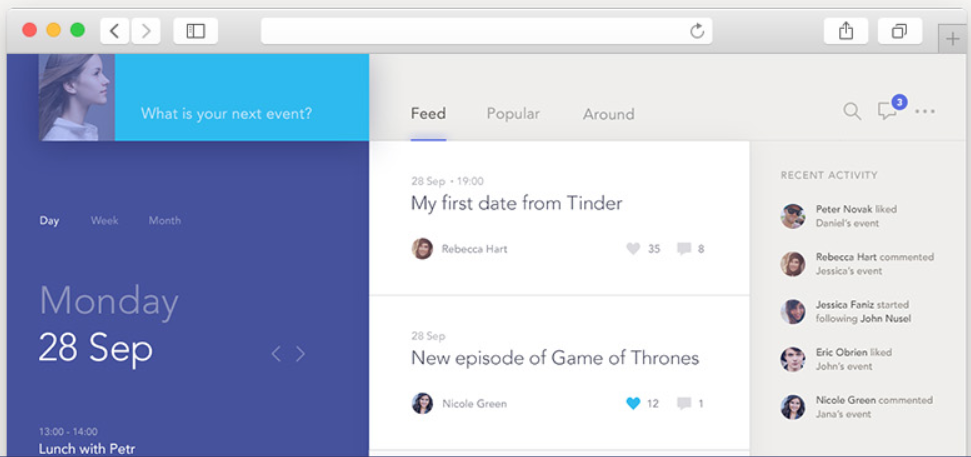 What is your next event?
Day Week Month
Monday
28 Sep
13:00 - 14:00
Lunch with Petr
Feed Popular Around
3
28 Sep • 19:00
My first date from Tinder
Rebecca Hart 35 8
28 Sep
New episode of Game of Thrones
Nicole Green 12 1
RECENT ACTIVITY
Peter Novak liked
Daniel's event
Rebecca Hart commented
Jessica's event
Jessica Faniz started
following John Nusel
Eric Obrien liked
John's event
Nicole Green commented
Jana's event